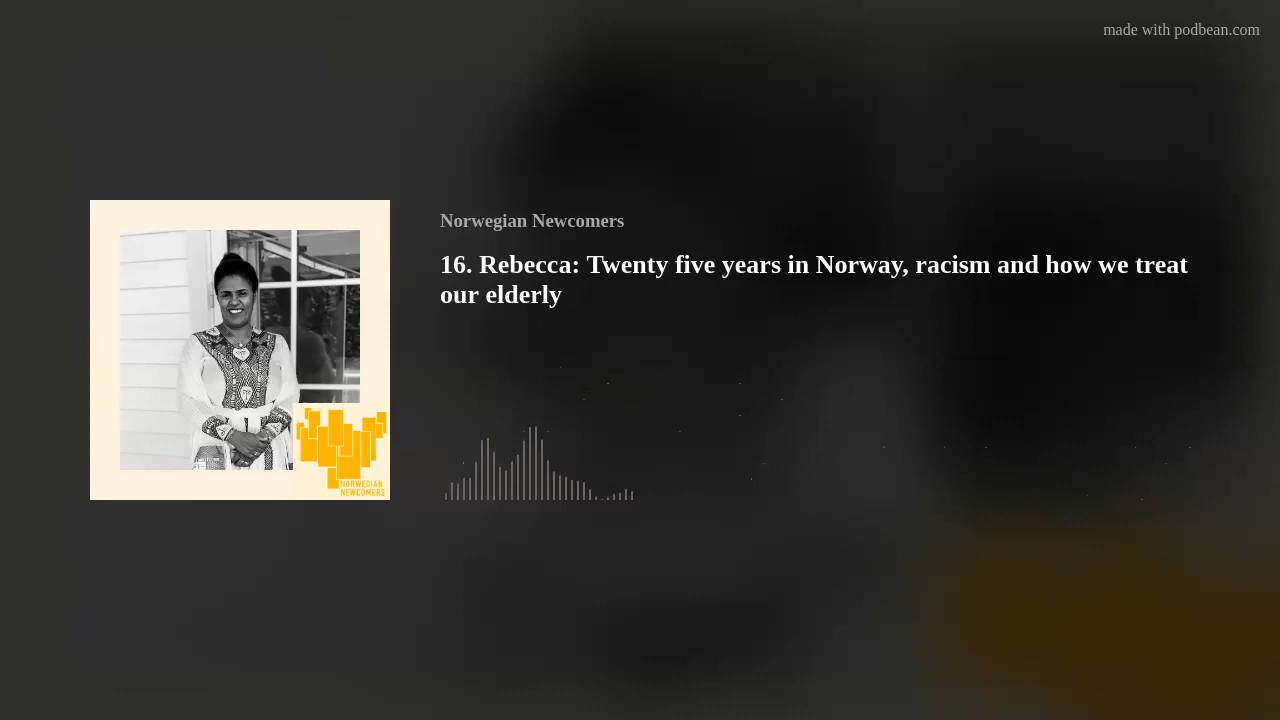 made with podbean.com
Norwegian Newcomers
16. Rebecca: Twenty five years in Norway, racism and how we treat
our elderly
NORWEGIAN
NEWCOMERS